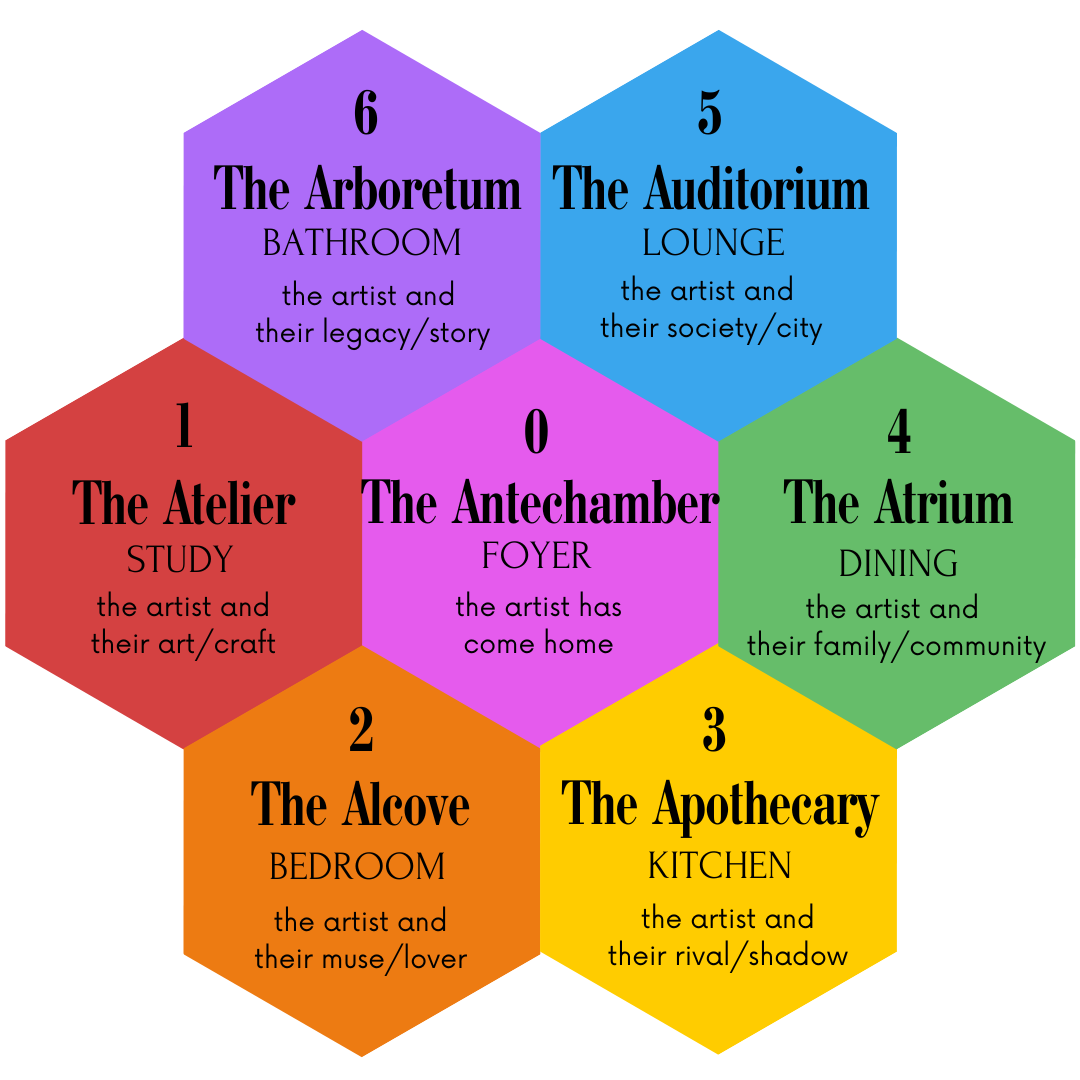 6
The Arboretum
BATHROOM
the artist and
their legacy/story
5
The Auditorium
LOUNGE
the artist and
their society/city
1
The Atelier
STUDY
the artist and
their art/craft
0
The Antechamber
FOYER
the artist has
come home
4
The Atrium
DINING
the artist and
their family/community
2
The Alcove
BEDROOM
the artist and
their muse/lover
3
The Apothecary
KITCHEN
the artist and
their rival/shadow